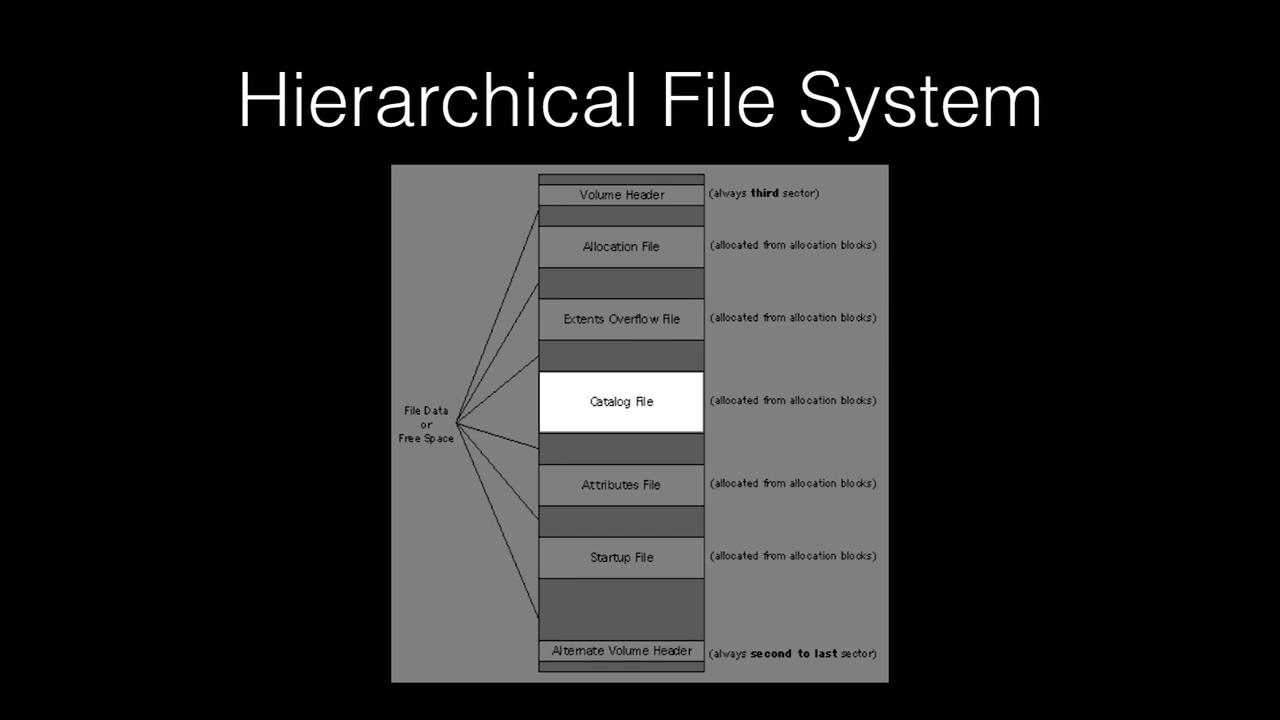 Hierarchical File System
Volume Header (always third sector)
Allocation File (allocated from allocation blocks)
Extents Overflow File (allocated from allocation blocks)
Catalog File (allocated from allocation blocks)
File Data
or
Free Space
Attributes File (allocated from allocation blocks)
Startup File (allocated from allocation blocks)
Alternate Volume Header (always second to last sector)